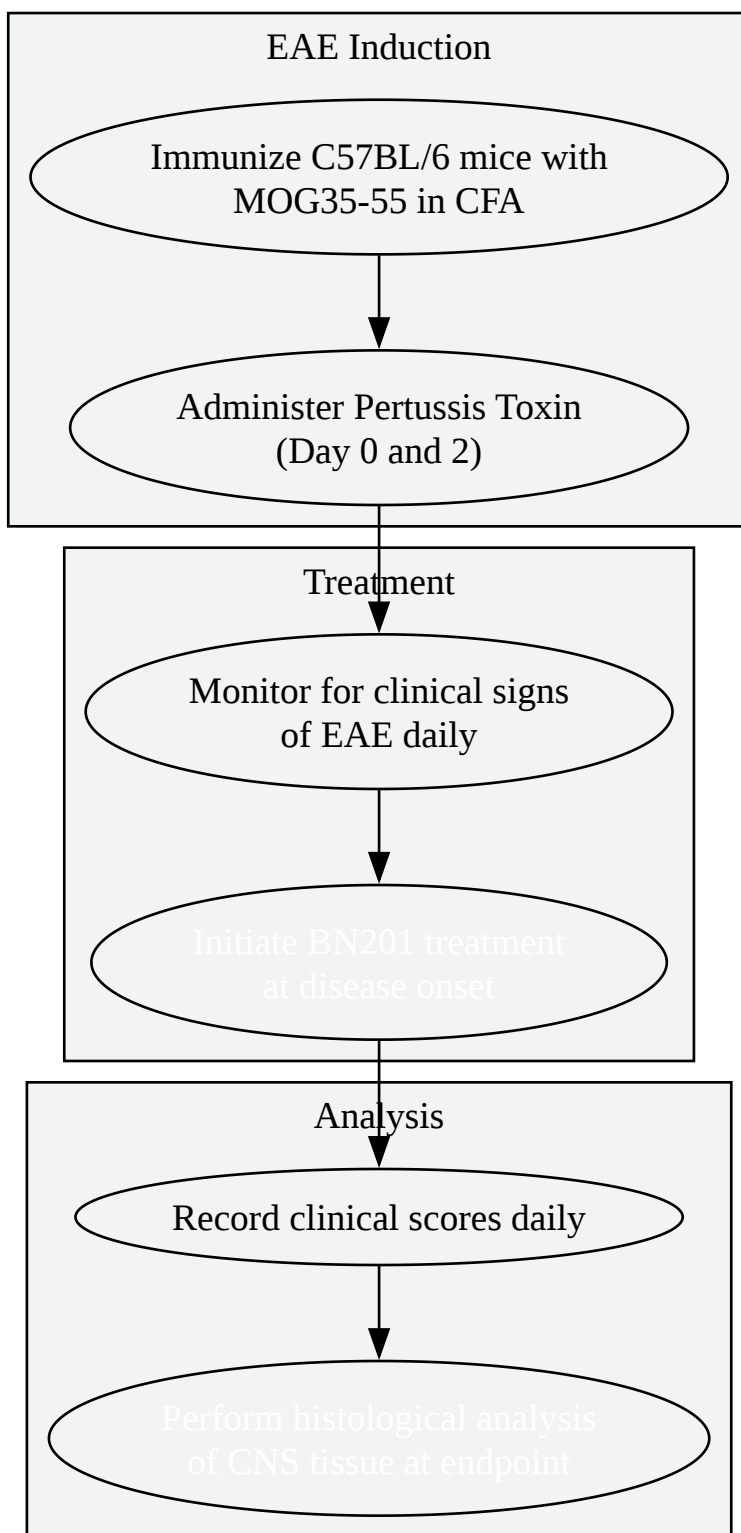 EAE Induction
Immunize C57BL/6 mice with
MOG35-55 in CFA
Administer Pertussis Toxin
(Day 0 and 2)
Treatment
Monitor for clinical signs
of EAE daily
Initiate BN201 treatment
at disease onset
Analysis
Record clinical scores daily
Perform histological analysis
of CNS tissue at endpoint